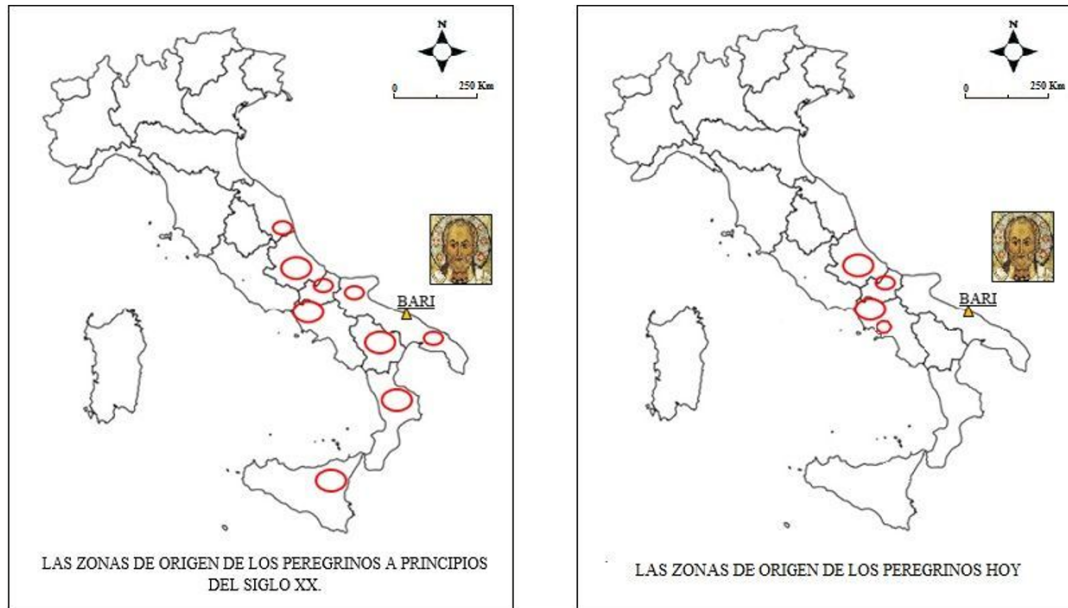 N
0 250 Km
BARI
LAS ZONAS DE ORIGEN DE LOS PEREGRINOS A PRINCIPIOS
DEL SIGLO XX.
N
0 250 Km
BARI
LAS ZONAS DE ORIGEN DE LOS PEREGRINOS HOY